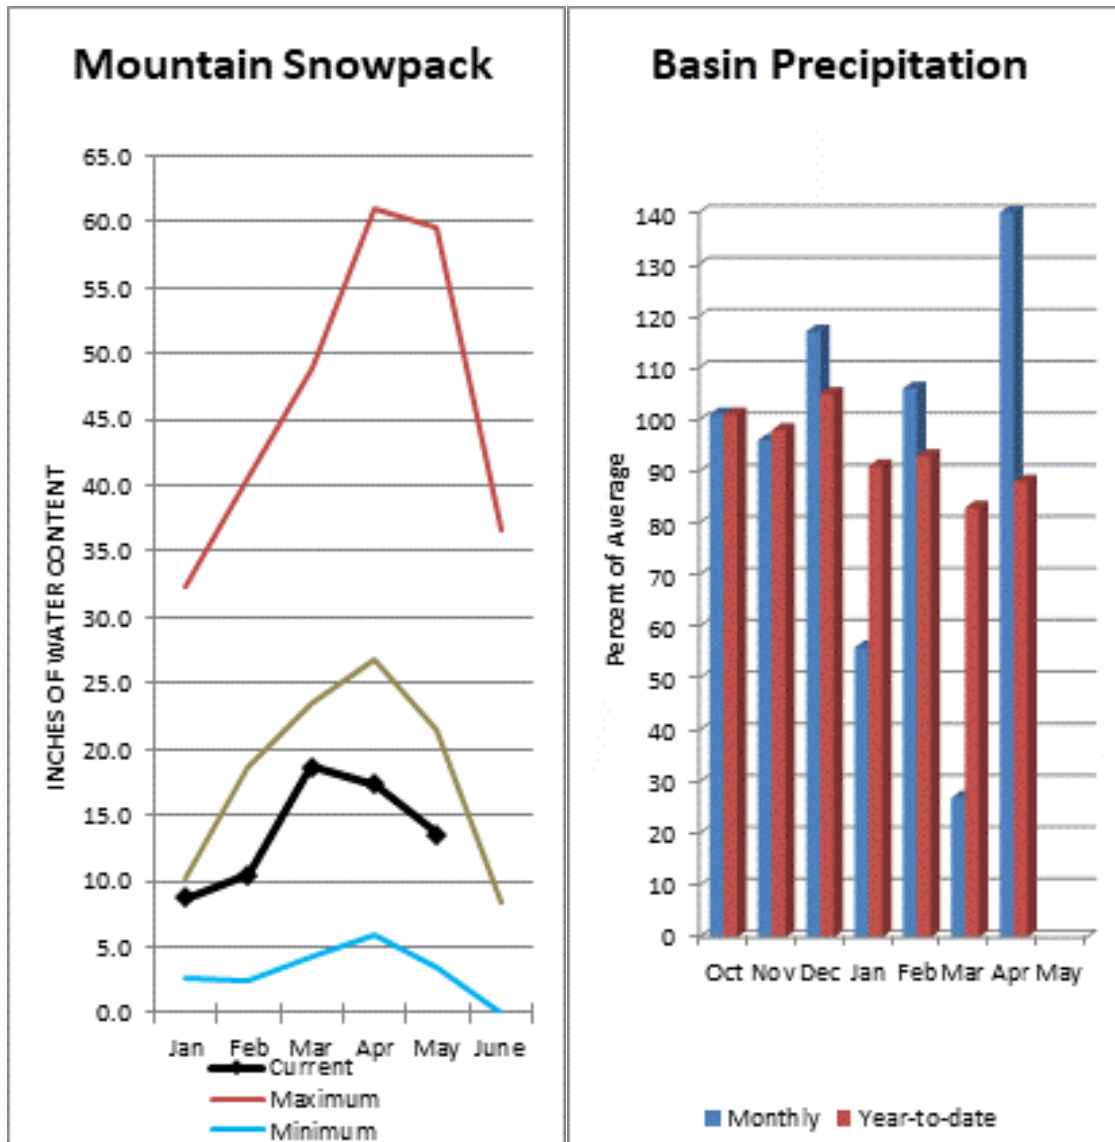 Mountain Snowpack
INCHES OF WATER CONTENT
65.0
60.0
55.0
50.0
45.0
40.0
35.0
30.0
25.0
20.0
15.0
10.0
5.0
0.0
Jan Feb Mar Apr May June
Current
Maximum
Minimum
Basin Precipitation
Percent of Average
140
130
120
110
100
90
80
70
60
50
40
30
20
10
0
Oct Nov Dec Jan Feb Mar Apr May
Monthly Year-to-date